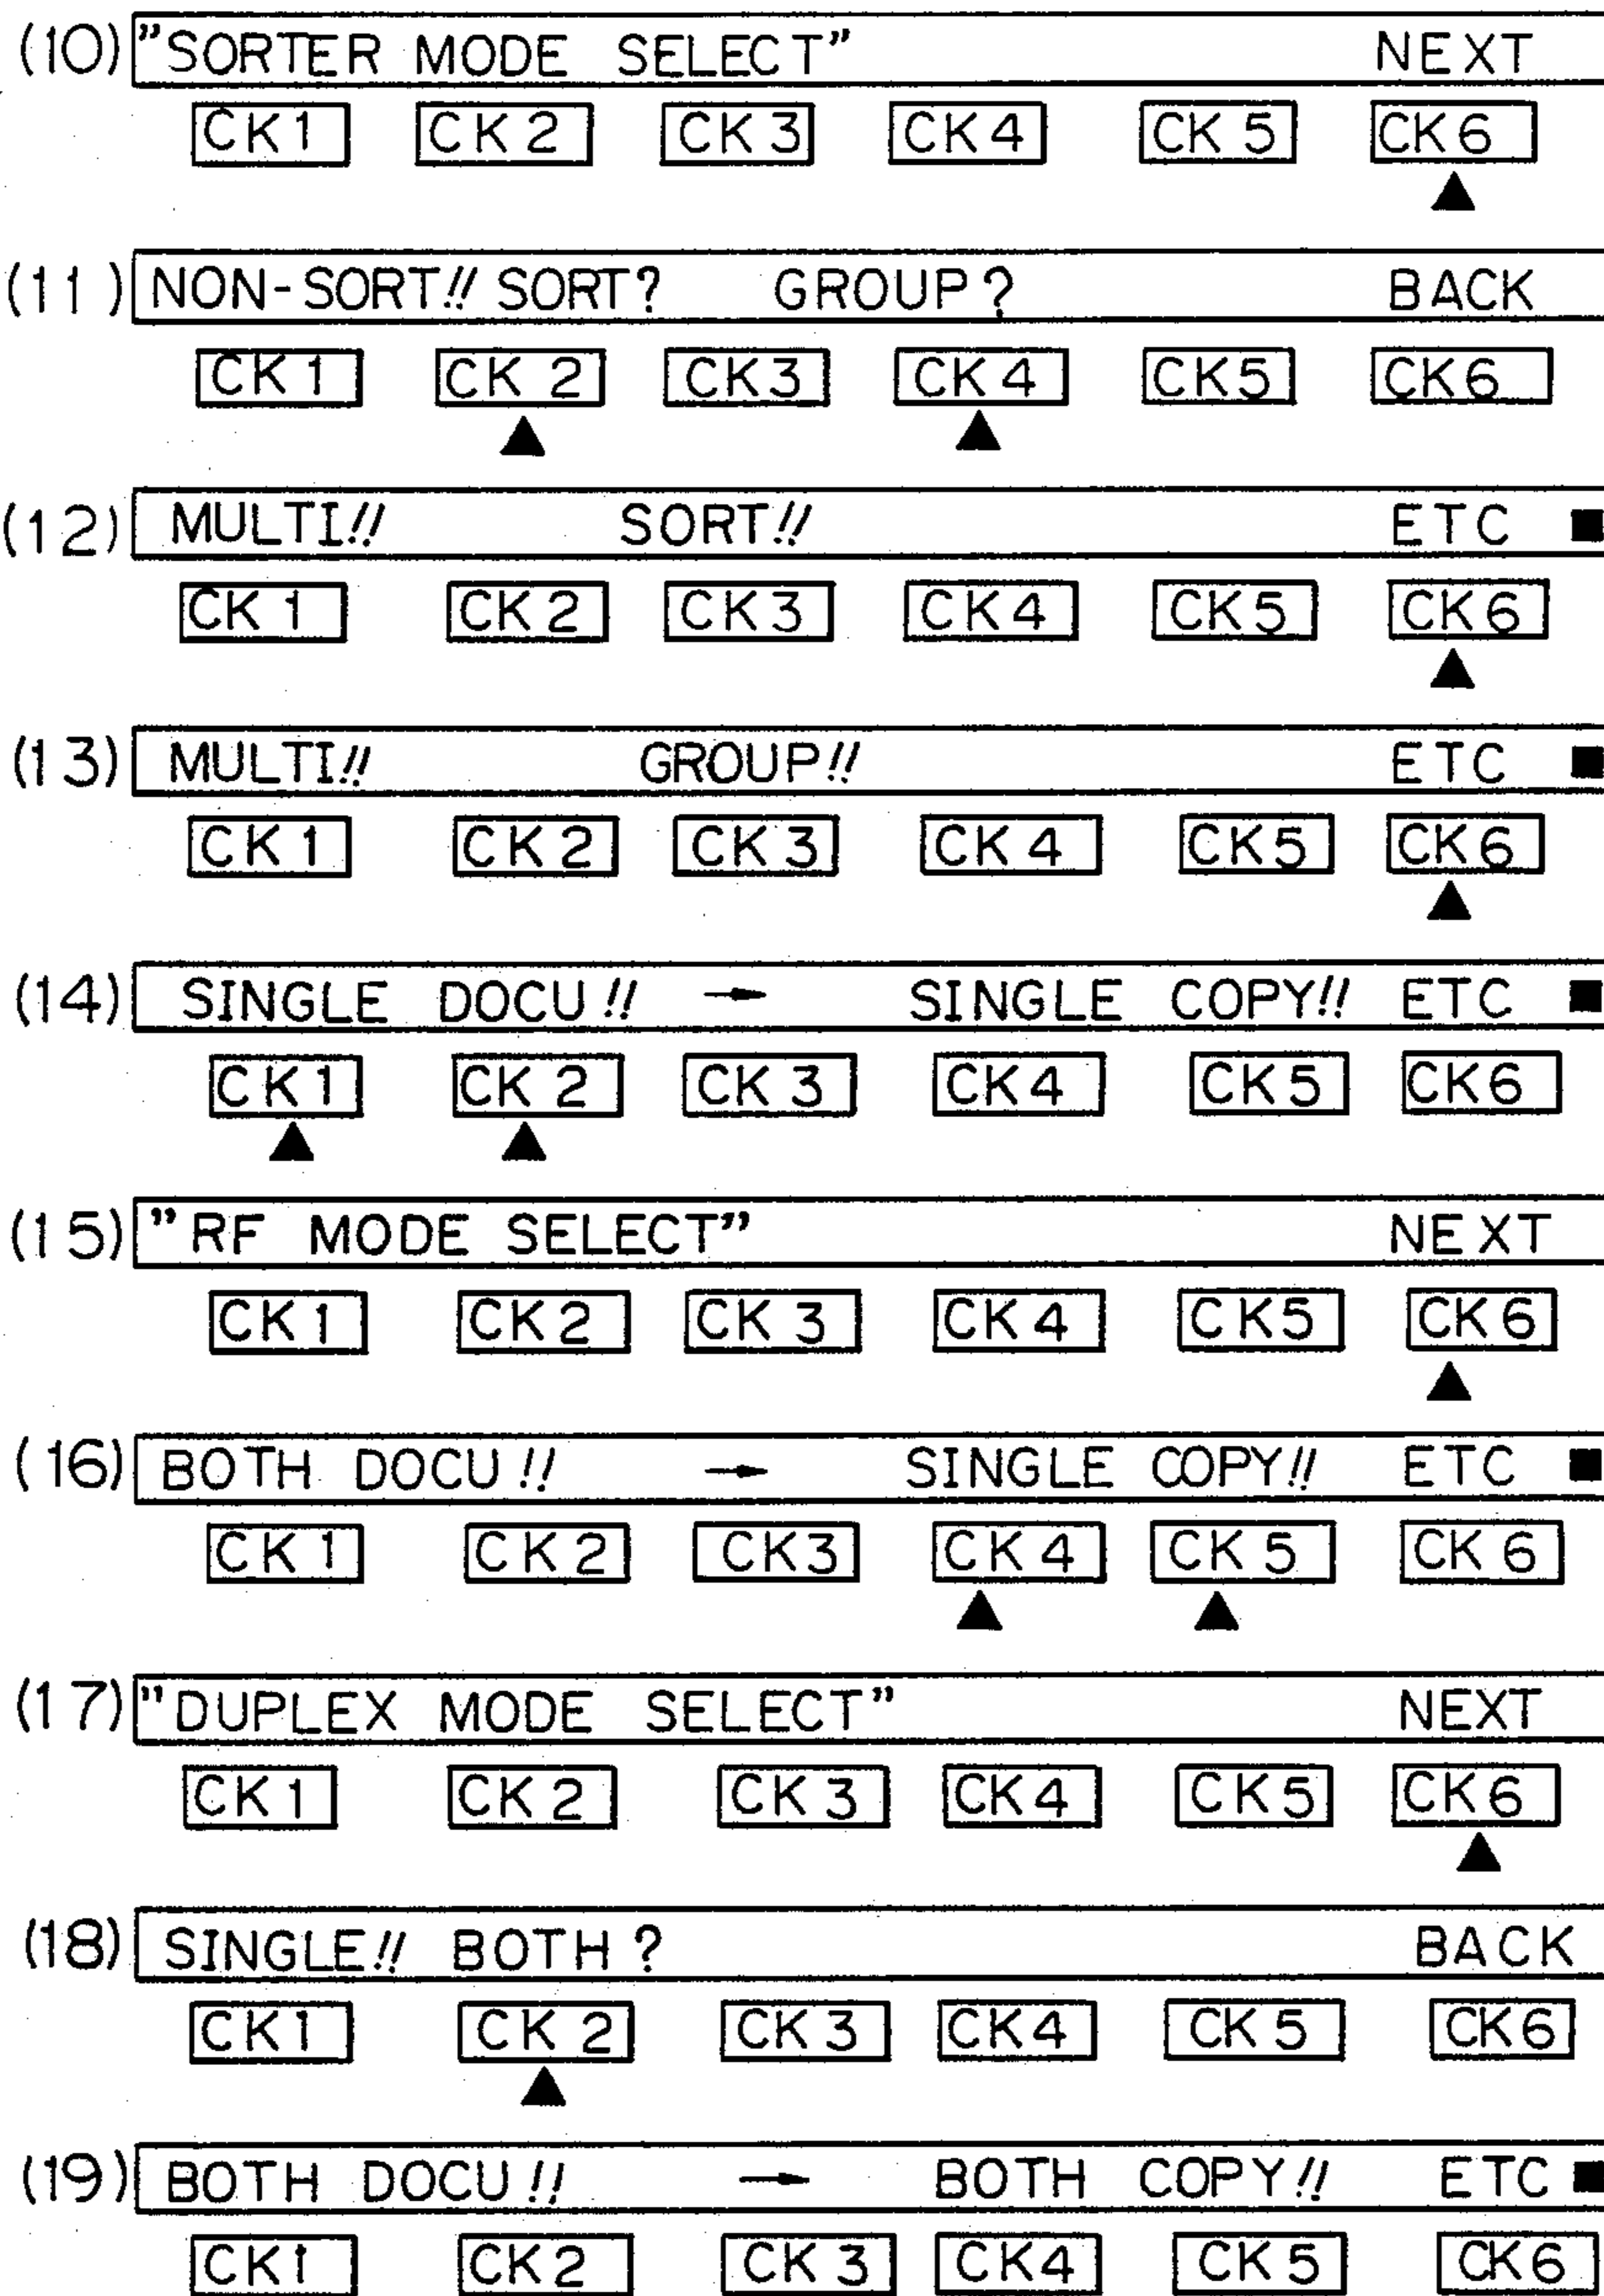 (10) "SORTER MODE SELECT" NEXT
CK1 CK2 CK3 CK4 CK5 CK6
(11) NON-SORT!! SORT? GROUP? BACK
CK1 CK2 CK3 CK4 CK5 CK6
(12) MULTI!! SORT!! ETC
CK1 CK2 CK3 CK4 CK5 CK6
(13) MULTI!! GROUP!! ETC
CK1 CK2 CK3 CK4 CK5 CK6
(14) SINGLE DOCU!! → SINGLE COPY!! ETC
CK1 CK2 CK3 CK4 CK5 CK6
(15) "RF MODE SELECT" NEXT
CK1 CK2 CK3 CK4 CK5 CK6
(16) BOTH DOCU!! → SINGLE COPY!! ETC
CK1 CK2 CK3 CK4 CK5 CK6
(17) "DUPLEX MODE SELECT" NEXT
CK1 CK2 CK3 CK4 CK5 CK6
(18) SINGLE!! BOTH? BACK
CK1 CK2 CK3 CK4 CK5 CK6
(19) BOTH DOCU!! → BOTH COPY!! ETC
CK1 CK2 CK3 CK4 CK5 CK6